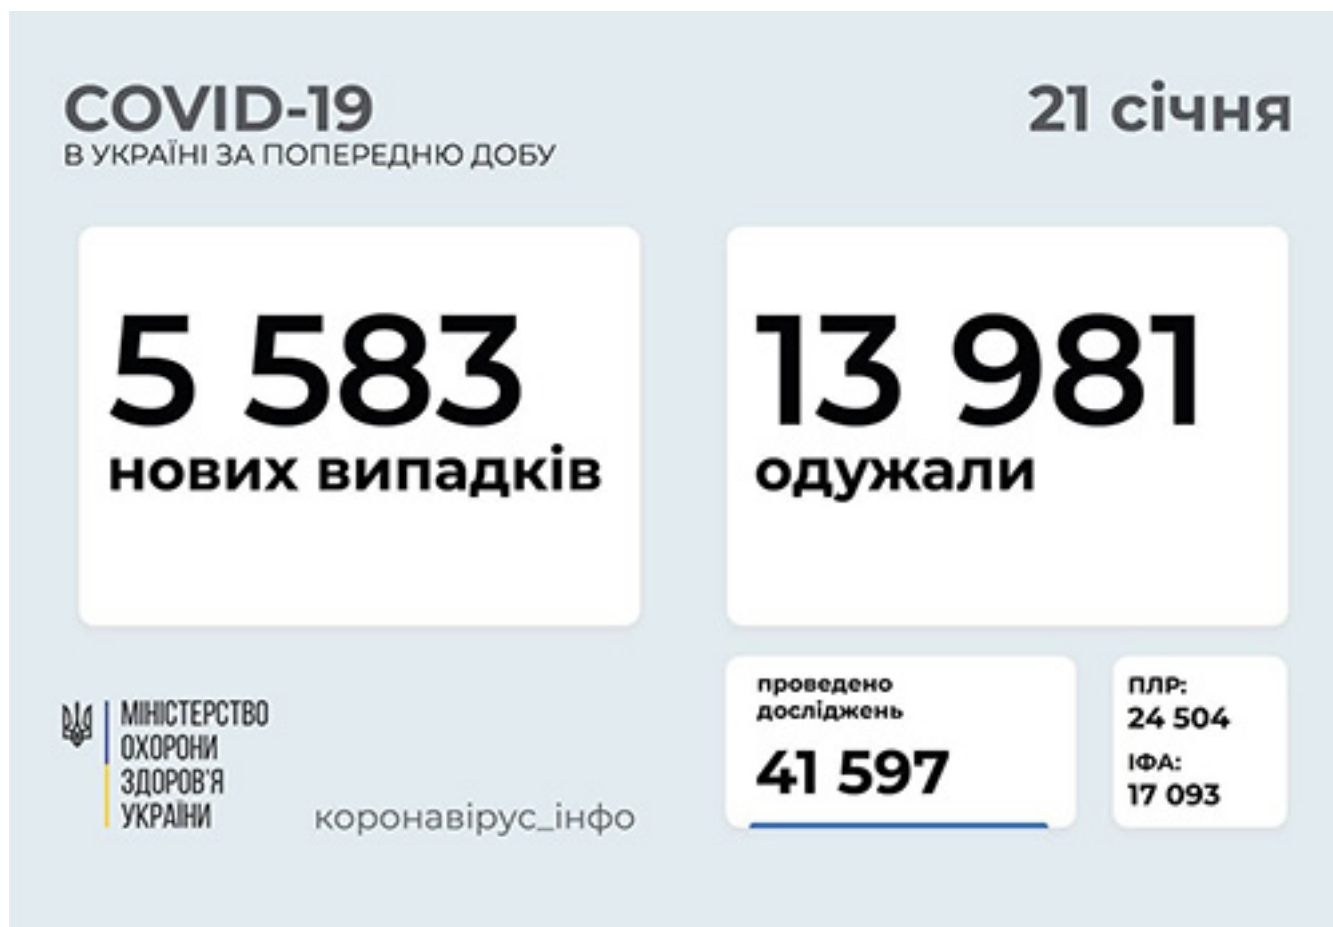 COVID-19
В УКРАЇНІ ЗА ПОПЕРЕДНЮ ДОБУ
21 січня
5 583
нових випадків
13 981
одужали
МІНІСТЕРСТВО
ОХОРОНИ
ЗДОРОВ'Я
УКРАЇНИ
коронавірус_інфо
проведено
досліджень
41 597
ПЛР:
24 504
ІФА:
17 093